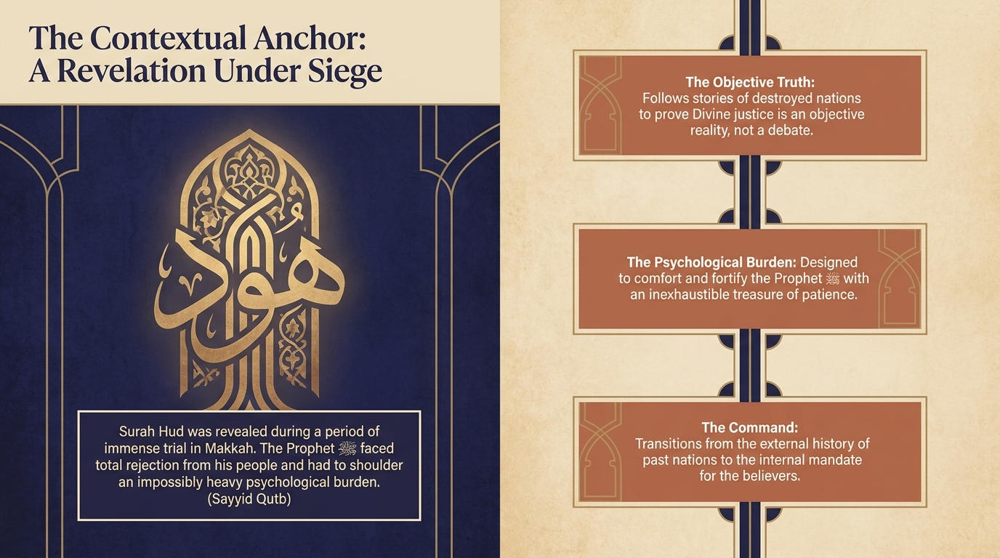 The Contextual Anchor:
A Revelation Under Siege
هُود
Surah Hud was revealed during a period of
immense trial in Makkah. The Prophet ﷺ faced
total rejection from his people and had to shoulder
an impossibly heavy psychological burden.
(Sayyid Qutb)
The Objective Truth:
Follows stories of destroyed nations
to prove Divine justice is an objective
reality, not a debate.
The Psychological Burden: Designed
to comfort and fortify the Prophet ﷺ with
an inexhaustible treasure of patience.
The Command:
Transitions from the external history of
past nations to the internal mandate
for the believers.